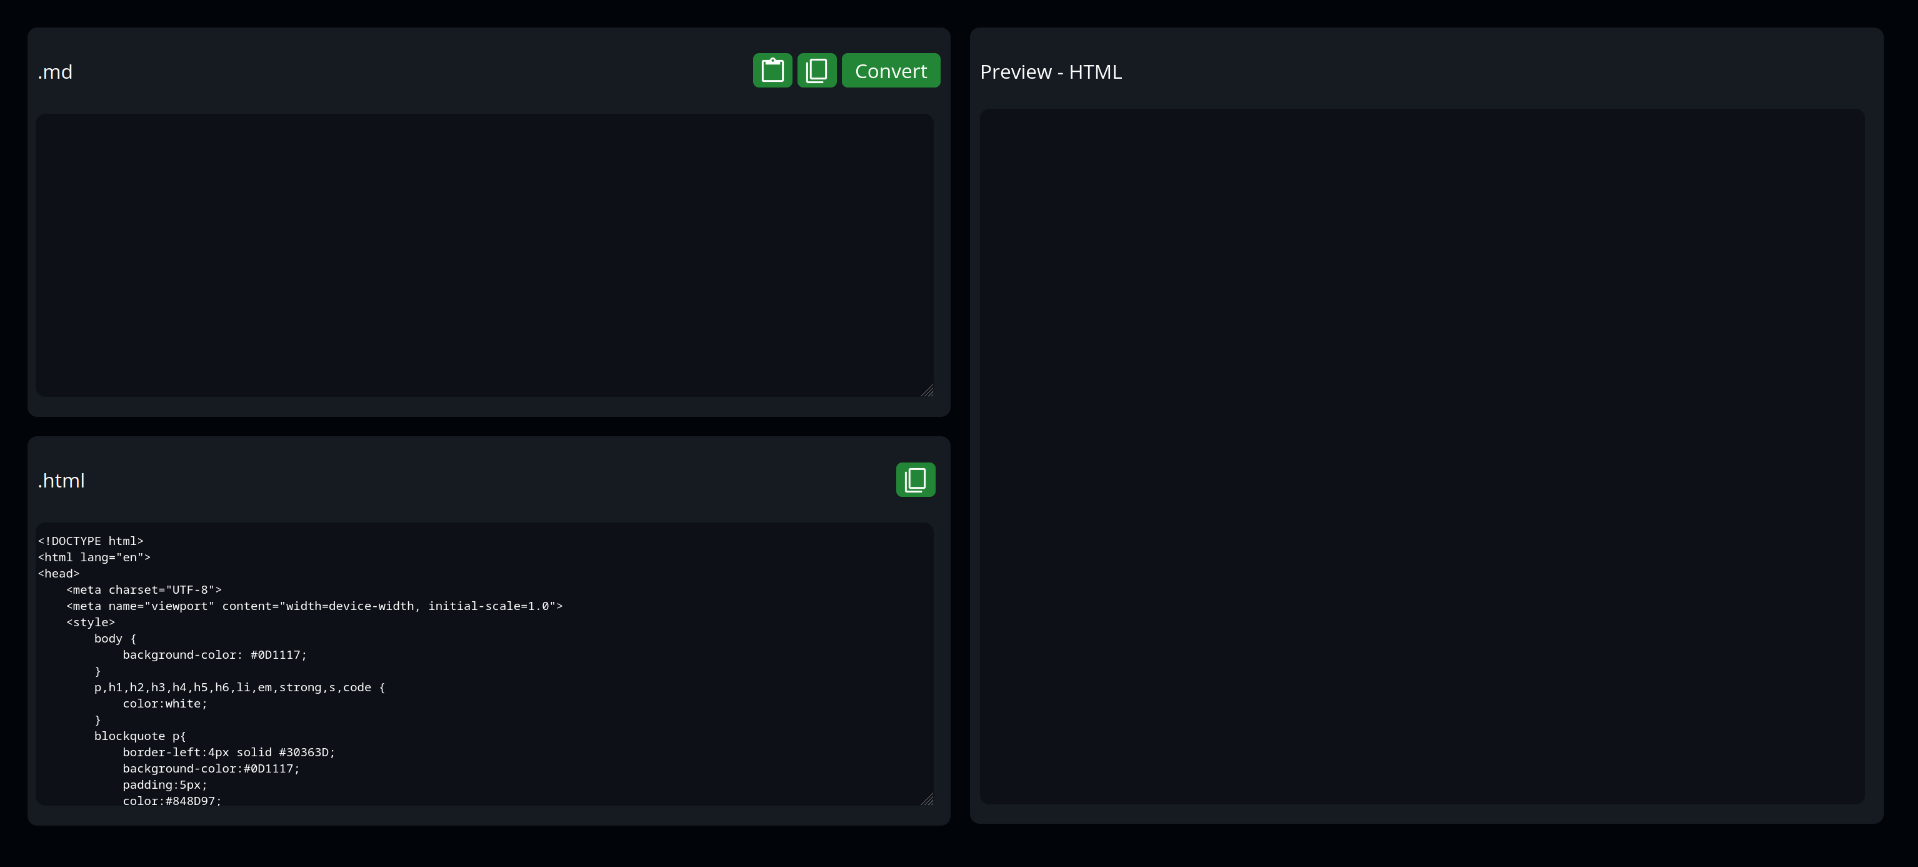 .md
Convert
.html
<!DOCTYPE html>
<html lang="en">
<head>
    <meta charset="UTF-8">
    <meta name="viewport" content="width=device-width, initial-scale=1.0">
    <style>
        body {
            background-color: #0D1117;
        }
        p,h1,h2,h3,h4,h5,h6,li,em,strong,s,code {
            color:white;
        }
        blockquote p{
            border-left:4px solid #30363D;
            background-color:#0D1117;
            padding:5px;
            color:#848D97;
Preview - HTML